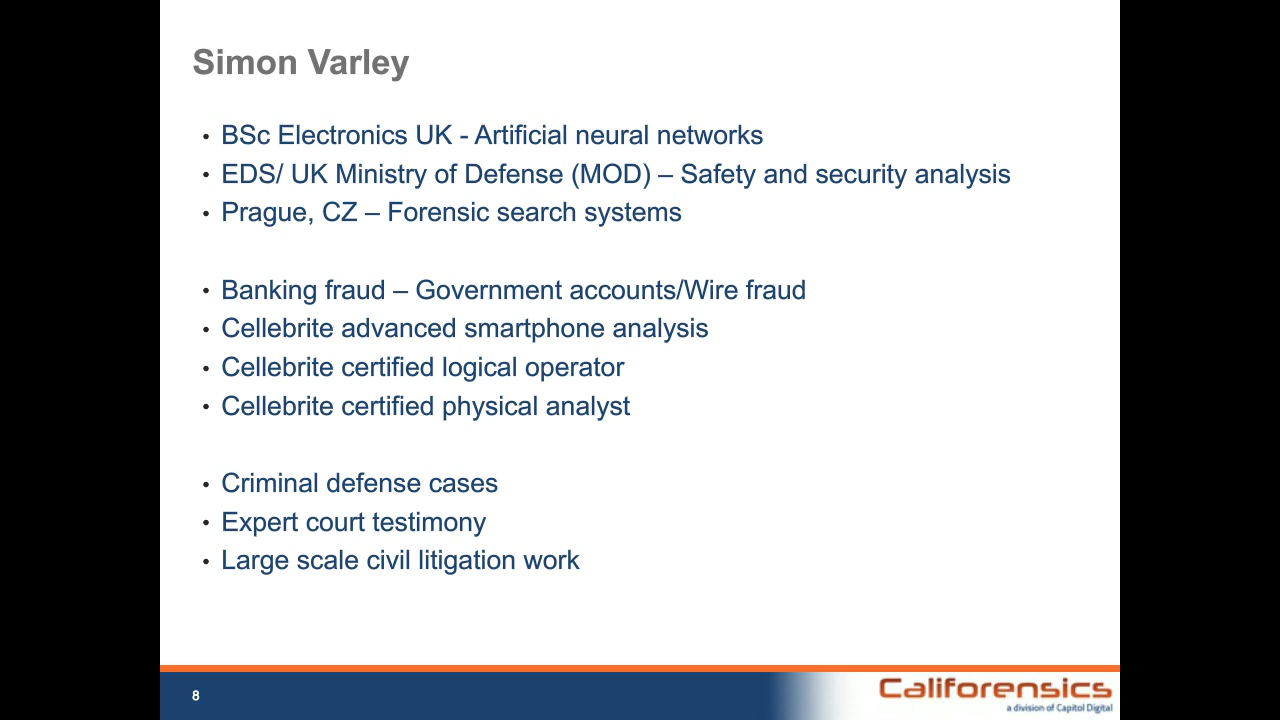 Simon Varley
• BSc Electronics UK - Artificial neural networks
• EDS/ UK Ministry of Defense (MOD) – Safety and security analysis
• Prague, CZ – Forensic search systems
• Banking fraud – Government accounts/Wire fraud
• Cellebrite advanced smartphone analysis
• Cellebrite certified logical operator
• Cellebrite certified physical analyst
• Criminal defense cases
• Expert court testimony
• Large scale civil litigation work
8
Califorensics
a division of Capitol Digital